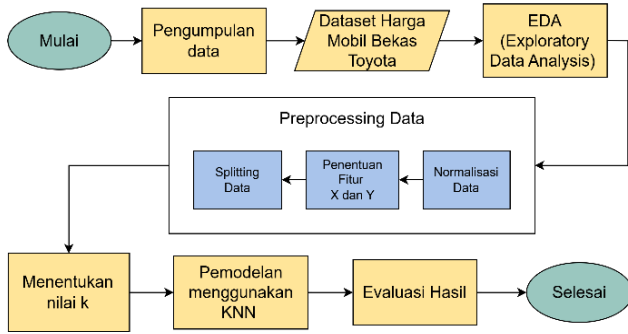 Mulai
Pengumpulan
data
Dataset Harga
Mobil Bekas
Toyota
EDA
(Exploratory
Data Analysis)
Preprocessing Data
Normalisasi
Data
Penentuan
Fitur
X dan Y
Splitting
Data
Menentukan
nilai k
Pemodelan
menggunakan
KNN
Evaluasi Hasil
Selesai